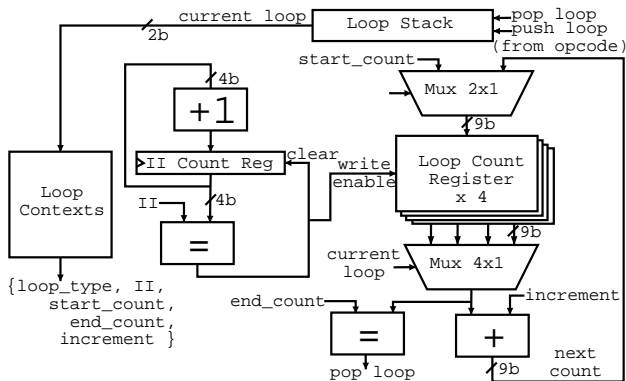 current loop
2b
Loop Stack
pop loop
push loop
(from opcode)
start_count
Mux 2x1
9b
4b
+1
II Count Reg
clear
write
enable
Loop Count
Register
x 4
Loop
Contexts
II
4b
=
9b
current
loop
Mux 4x1
{loop_type, II,
start_count,
end_count,
increment }
end_count
increment
=
+
pop loop
9b
next
count